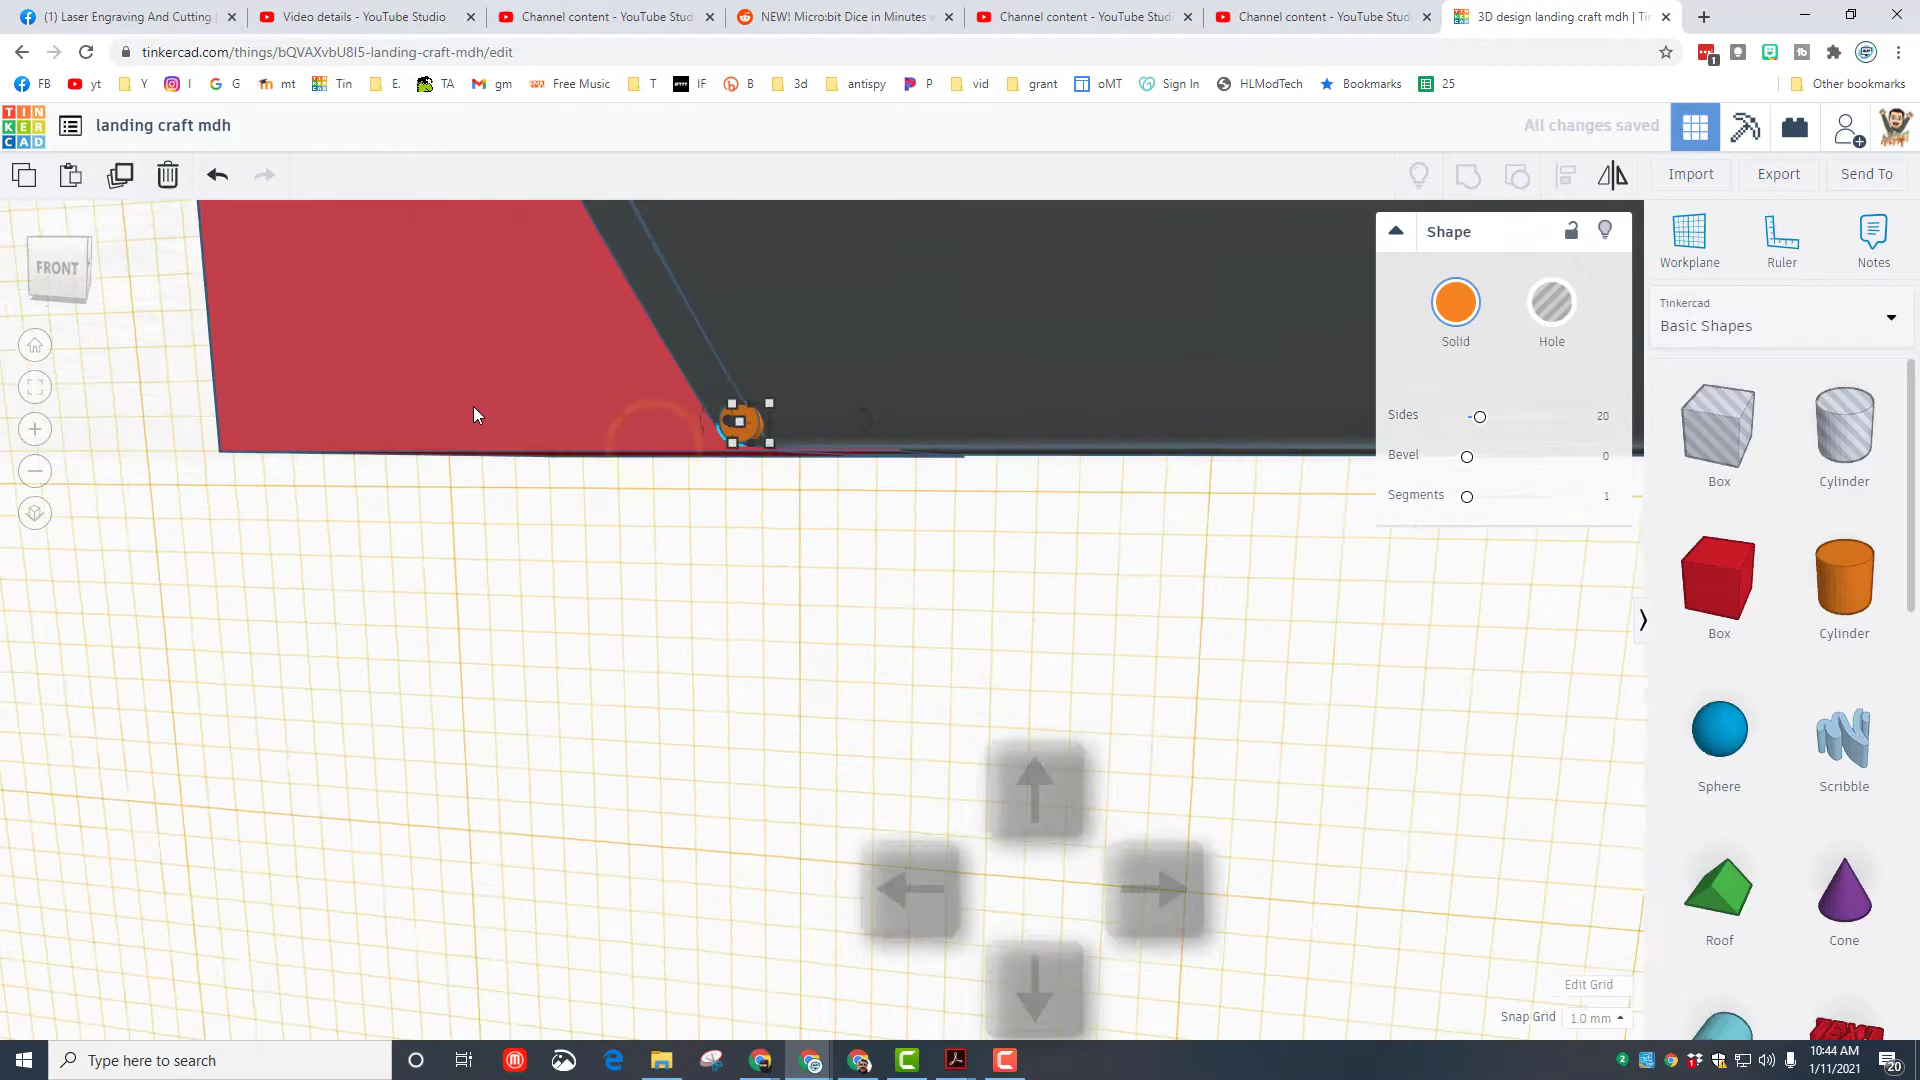 (1) Laser Engraving And Cutting
Video details - YouTube Studio
Channel content - YouTube Stud
NEW! Micro:bit Dice in Minutes w
Channel content - YouTube Stud
Channel content - YouTube Stud
3D design landing craft mdh | Tin
tinkercad.com/things/bQVAXvbU8I5-landing-craft-mdh/edit
1
FB
yt
Y
I
G
mt
Tin
E.
TA
gm
Free Music
T
IF
B
3d
antispy
P
vid
grant
oMT
Sign In
HLModTech
Bookmarks
25
Other bookmarks
TIN
KER
CAD
landing craft mdh
All changes saved
Import
Export
Send To
FRONT
Shape
Solid
Hole
Sides
20
Bevel
0
Segments
1
Workplane
Ruler
Notes
Tinkercad
Basic Shapes
Box
Cylinder
Box
Cylinder
Sphere
Scribble
Roof
Cone
TEXT
Edit Grid
Snap Grid
1.0 mm
Type here to search
2
10:44 AM
1/11/2021
20